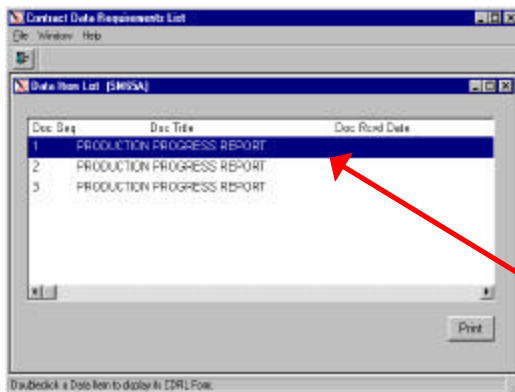 Contract Data Requirements List
File Window Help
Data Item List (SM65A)
Doc Seq Doc Title Doc Rcvd Date
1 PRODUCTION PROGRESS REPORT
2 PRODUCTION PROGRESS REPORT
3 PRODUCTION PROGRESS REPORT
Print
Doubleclick a Data Item to display its CDRL Form.